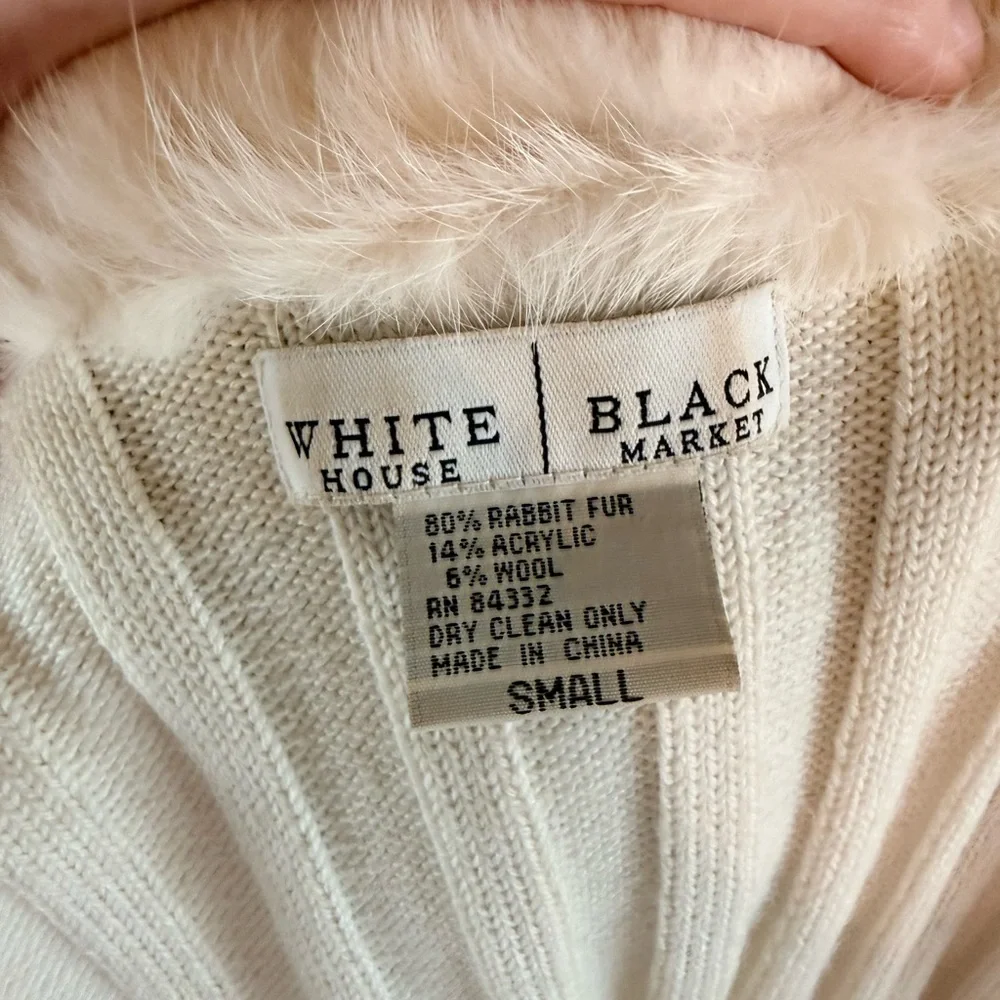 WHITE | BLACK
HOUSE MARKET
80% RABBIT FUR
14% ACRYLIC
6% WOOL
RN 84332
DRY CLEAN ONLY
MADE IN CHINA
SMALL